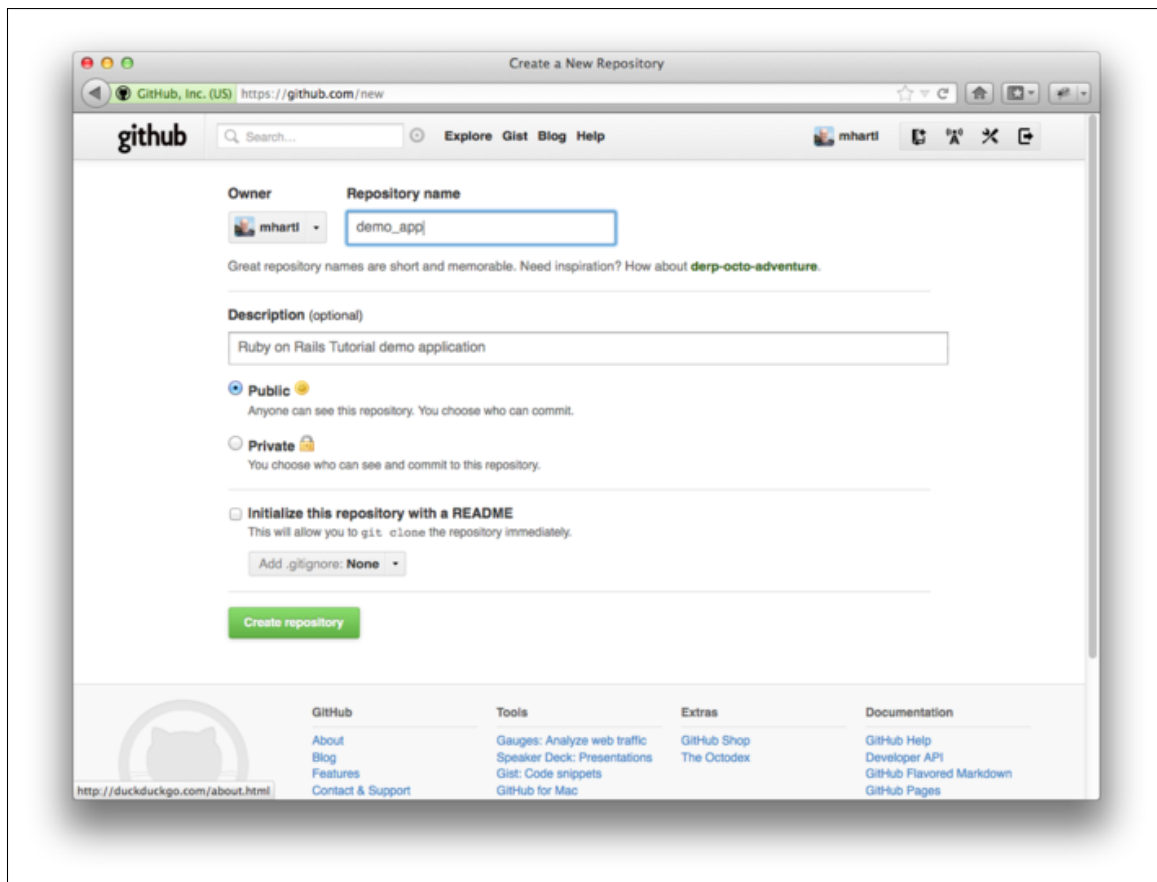 Create a New Repository
GitHub, Inc. (US) https://github.com/new
github Search... Explore Gist Blog Help mhartl
Owner Repository name
mhartl demo_app
Great repository names are short and memorable. Need inspiration? How about derp-octo-adventure.
Description (optional)
Ruby on Rails Tutorial demo application
Public
Anyone can see this repository. You choose who can commit.
Private
You choose who can see and commit to this repository.
Initialize this repository with a README
This will allow you to git clone the repository immediately.
Add .gitignore: None
Create repository
GitHub Tools Extras Documentation
About Gauges: Analyze web traffic GitHub Shop GitHub Help
Blog Speaker Deck: Presentations The Octodex Developer API
Features Gist: Code snippets GitHub Flavored Markdown
Contact & Support GitHub for Mac GitHub Pages
http://duckduckgo.com/about.html